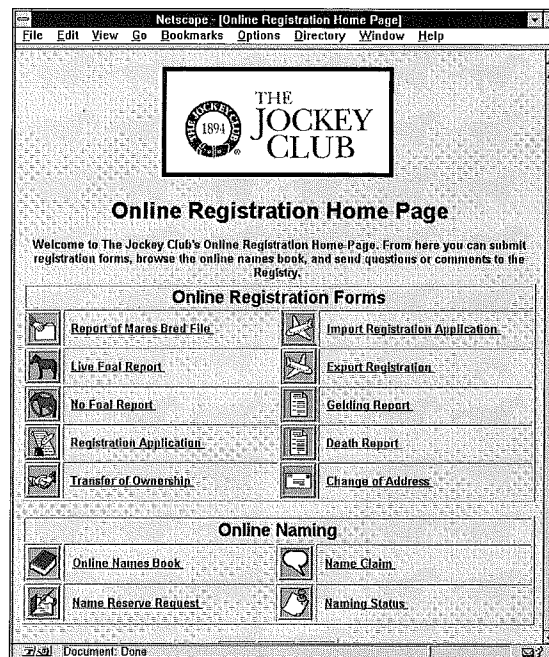 Netscape - [Online Registration Home Page]
File Edit View Go Bookmarks Options Directory Window Help
THE JOCKEY CLUB
1894
THE
JOCKEY
CLUB
Online Registration Home Page
Welcome to The Jockey Club's Online Registration Home Page. From here you can submit
registration forms, browse the online names book, and send questions or comments to the
Registry.
Online Registration Forms
Report of Mares Bred File
Import Registration Application
Live Foal Report
Export Registration
No Foal Report
Gelding Report
Registration Application
Death Report
Transfer of Ownership
Change of Address
Online Naming
Online Names Book
Name Claim
Name Reserve Request
Naming Status
Document: Done